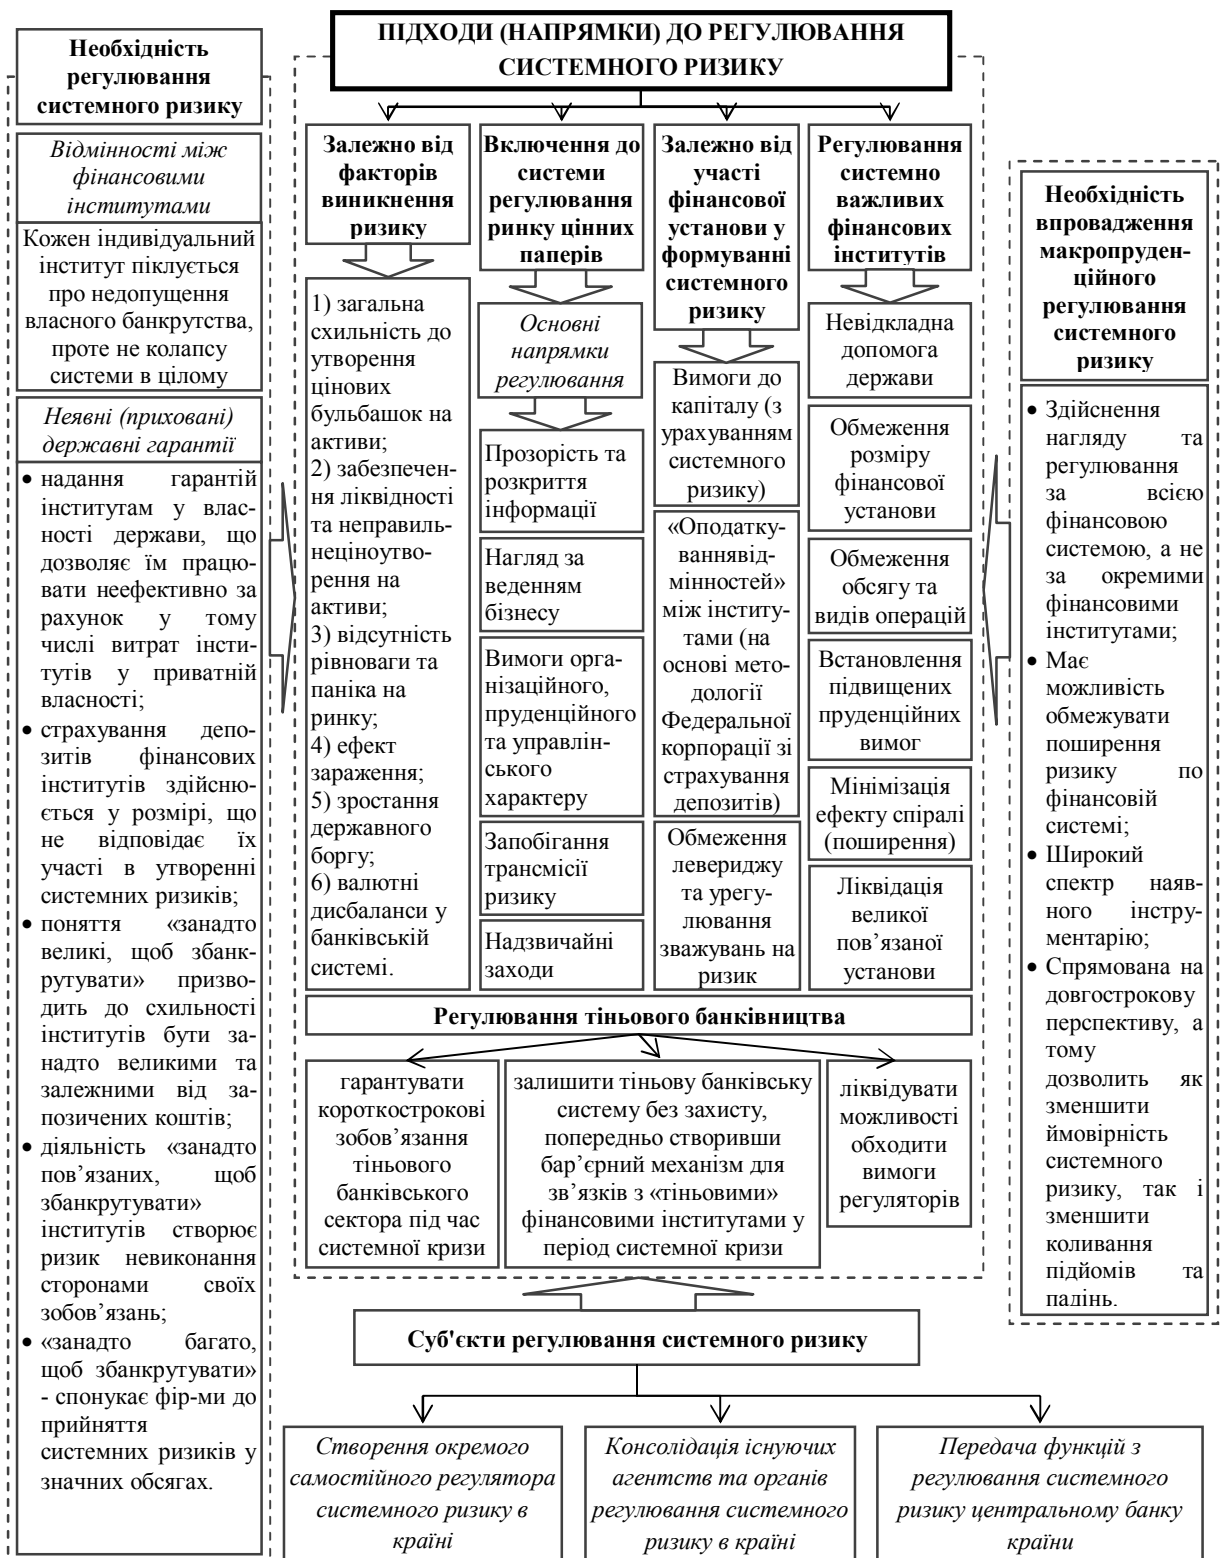 ПІДХОДИ (НАПРЯМКИ) ДО РЕГУЛЮВАННЯ
СИСТЕМНОГО РИЗИКУ
Необхідність
регулювання
системного ризику
Відмінності між
фінансовими
інститутами
Кожен індивідуальний
інститут піклується
про недопущення
власного банкрутства,
проте не колапсу
системи в цілому
Неявні (приховані)
державні гарантії
• надання гарантій
інститутам у влас-
ності держави, що
дозволяє їм працю-
вати неефективно за
рахунок у тому
числі витрат інсти-
тутів у приватній
власності;
• страхування депо-
зитів фінансових
інститутів здійсню-
ється у розмірі, що
не відповідає їх
участі в утворенні
системних ризиків;
• поняття «занадто
великі, щоб збанк-
рутувати» призво-
дить до схильності
інститутів бути за-
надто великими та
залежними від за-
позичених коштів;
• діяльність «занадто
пов’язаних, щоб
збанкрутувати»
інститутів створює
ризик невиконання
сторонами своїх
зобов’язань;
• «занадто багато,
щоб збанкрутувати»
- спонукає фір-ми до
прийняття
системних ризиків у
значних обсягах.
Залежно від
факторів
виникнення
ризику
1) загальна
схильність до
утворення
цінових
бульбашок на
активи;
2) забезпечен-
ня ліквідності
та неправиль-
неціноутво-
рення на
активи;
3) відсутність
рівноваги та
паніка на
ринку;
4) ефект
зараження;
5) зростання
державного
боргу;
6) валютні
дисбаланси у
банківській
системі.
Включення до
системи
регулювання
ринку цінних
паперів
Основні
напрямки
регулювання
Прозорість та
розкриття
інформації
Нагляд за
веденням
бізнесу
Вимоги орга-
нізаційного,
пруденційного
та управлін-
ського
характеру
Запобігання
трансмісії
ризику
Надзвичайні
заходи
Залежно від
участі
фінансової
установи у
формуванні
системного
ризику
Вимоги до
капіталу (з
урахуванням
системного
ризику)
«Оподатку-
ваннявід-
мінностей»
між інститу-
тами (на
основі мето-
дології
Федеральної
корпорації зі
страхування
депозитів)
Обмеження
левериджу
та урегу-
лювання
зважувань на
ризик
Регулювання
системно
важливих
фінансових
інститутів
Невідкладна
допомога
держави
Обмеження
розміру
фінансової
установи
Обмеження
обсягу та
видів операцій
Встановлення
підвищених
пруденційних
вимог
Мінімізація
ефекту спіралі
(поширення)
Ліквідація
великої
пов’язаної
установи
Регулювання тіньового банківництва
гарантувати
короткострокові
зобов’язання
тіньового
банківського
сектора під час
системної кризи
залишити тіньову банківську
систему без захисту,
попередньо створивши
бар’єрний механізм для
зв’язків з «тіньовими»
фінансовими інститутами у
період системної кризи
ліквідувати
можливості
обходити
вимоги
регуляторів
Необхідність
впровадження
макропруден-
ційного
регулювання
системного
ризику
• Здійснення
нагляду та
регулювання
за всією
фінансовою
системою, а не
за окремими
фінансовими
інститутами;
• Має
можливість
обмежувати
поширення
ризику по
фінансовій
системі;
• Широкий
спектр наяв-
ного інстру-
ментарію;
• Спрямована на
довгострокову
перспективу, а
тому
дозволить як
зменшити
ймовірність
системного
ризику, так і
зменшити
коливання
підйомів та
падінь.
Суб'єкти регулювання системного ризику
Створення окремого
самостійного регулятора
системного ризику в
країні
Консолідація існуючих
агентств та органів
регулювання системного
ризику в країні
Передача функцій з
регулювання системного
ризику центральному банку
країни